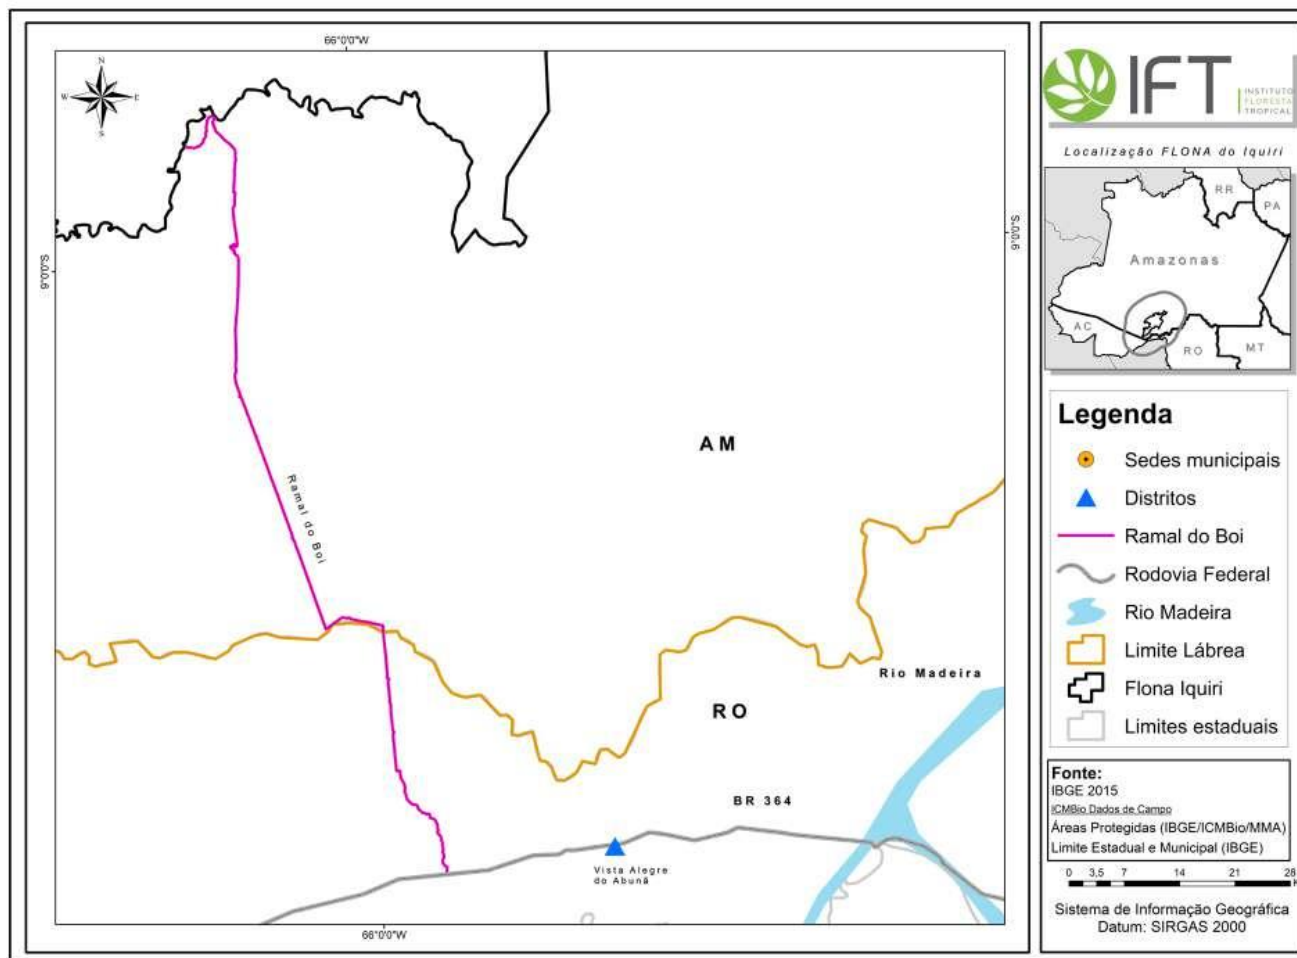 66°0'0"W
N
W
E
S
9°0'0"S
9°0'0"S
AM
Ramal do Boi
Rio Madeira
RO
BR 364
Vista Alegre
do Abunã
66°0'0"W
IFT
INSTITUTO
FLORESTA
TROPICAL
Localização FLONA do Iquiri
RR
PA
Amazonas
AC
RO
MT
Legenda
Sedes municipais
Distritos
Ramal do Boi
Rodovia Federal
Rio Madeira
Limite Lábrea
Flona Iquiri
Limites estaduais
Fonte:
IBGE 2015
ICMBio Dados de Campo
Áreas Protegidas (IBGE/ICMBio/MMA)
Limite Estadual e Municipal (IBGE)
0 3,5 7 14 21 28
Sistema de Informação Geográfica
Datum: SIRGAS 2000